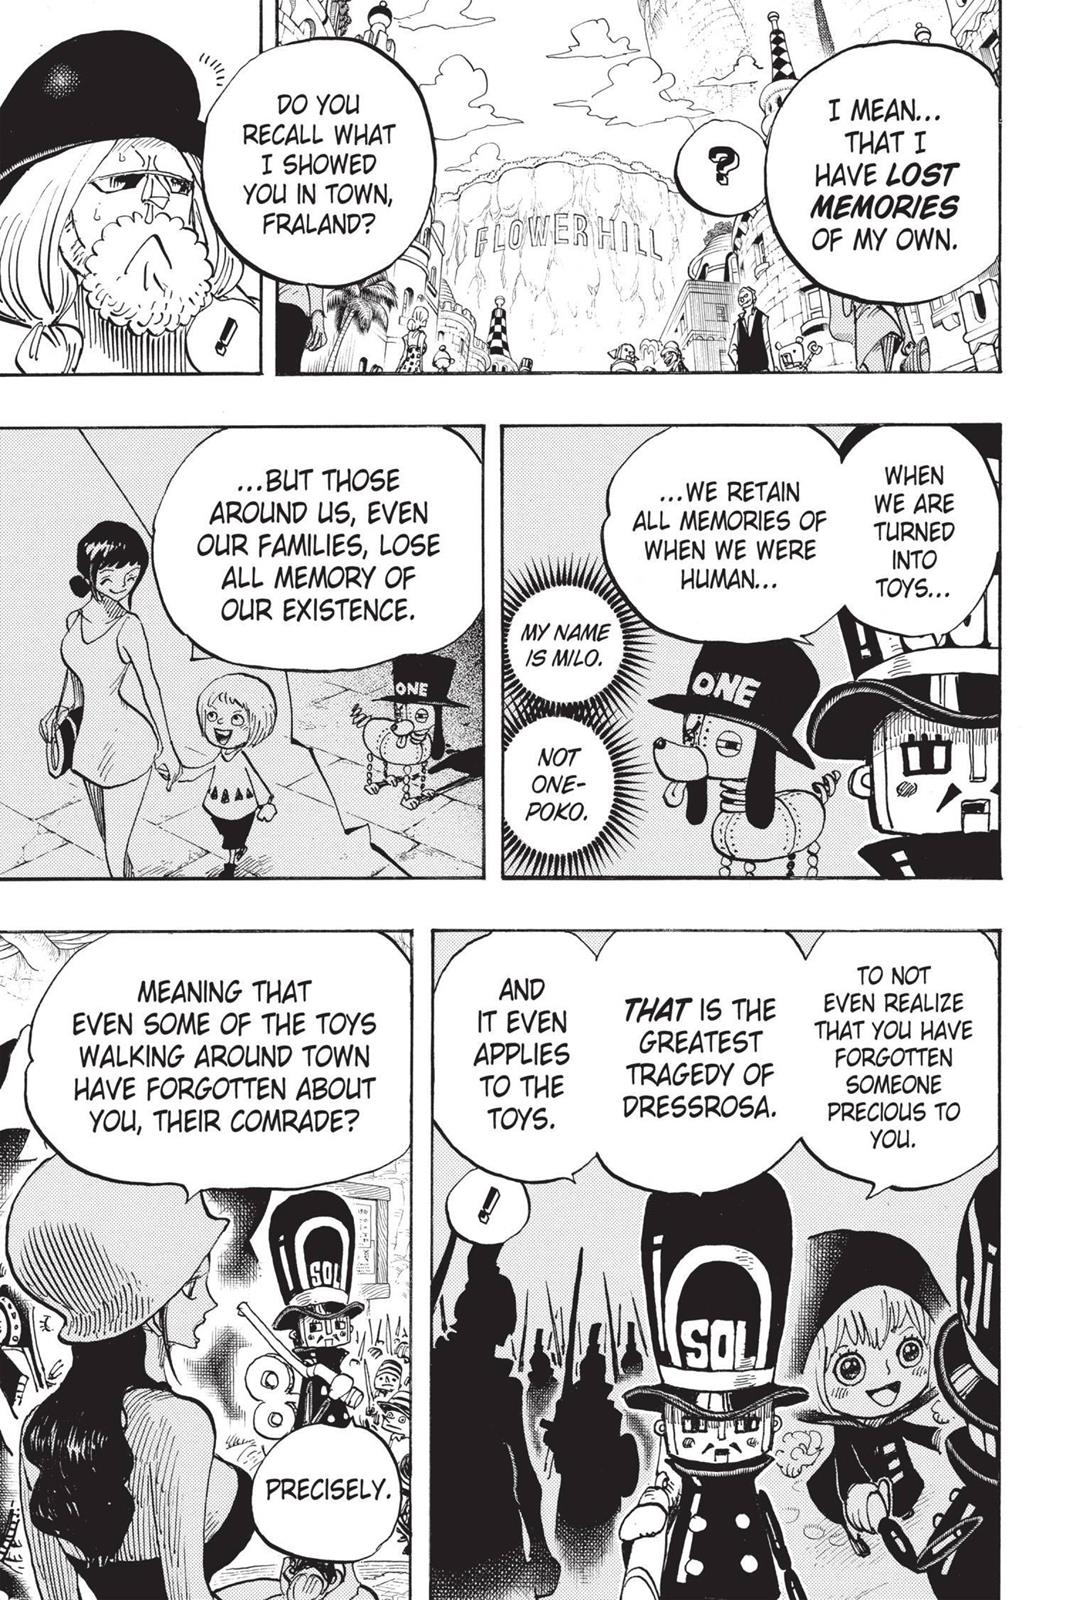 I MEAN...
THAT I
HAVE LOST
MEMORIES
OF MY OWN.
?
FLOWER HILL
DO YOU
RECALL WHAT
I SHOWED
YOU IN TOWN,
FRALAND?
!
WHEN
WE ARE
TURNED
INTO
TOYS...
...WE RETAIN
ALL MEMORIES OF
WHEN WE WERE
HUMAN...
ONE
MY NAME
IS MILO.
NOT
ONE-
POKO.
...BUT THOSE
AROUND US, EVEN
OUR FAMILIES, LOSE
ALL MEMORY OF
OUR EXISTENCE.
ONE
TO NOT
EVEN REALIZE
THAT YOU HAVE
FORGOTTEN
SOMEONE
PRECIOUS TO
YOU.
THAT IS THE
GREATEST
TRAGEDY OF
DRESSROSA.
AND
IT EVEN
APPLIES
TO THE
TOYS.
!
SOL
MEANING THAT
EVEN SOME OF THE TOYS
WALKING AROUND TOWN
HAVE FORGOTTEN ABOUT
YOU, THEIR COMRADE?
SOL
8
PRECISELY.